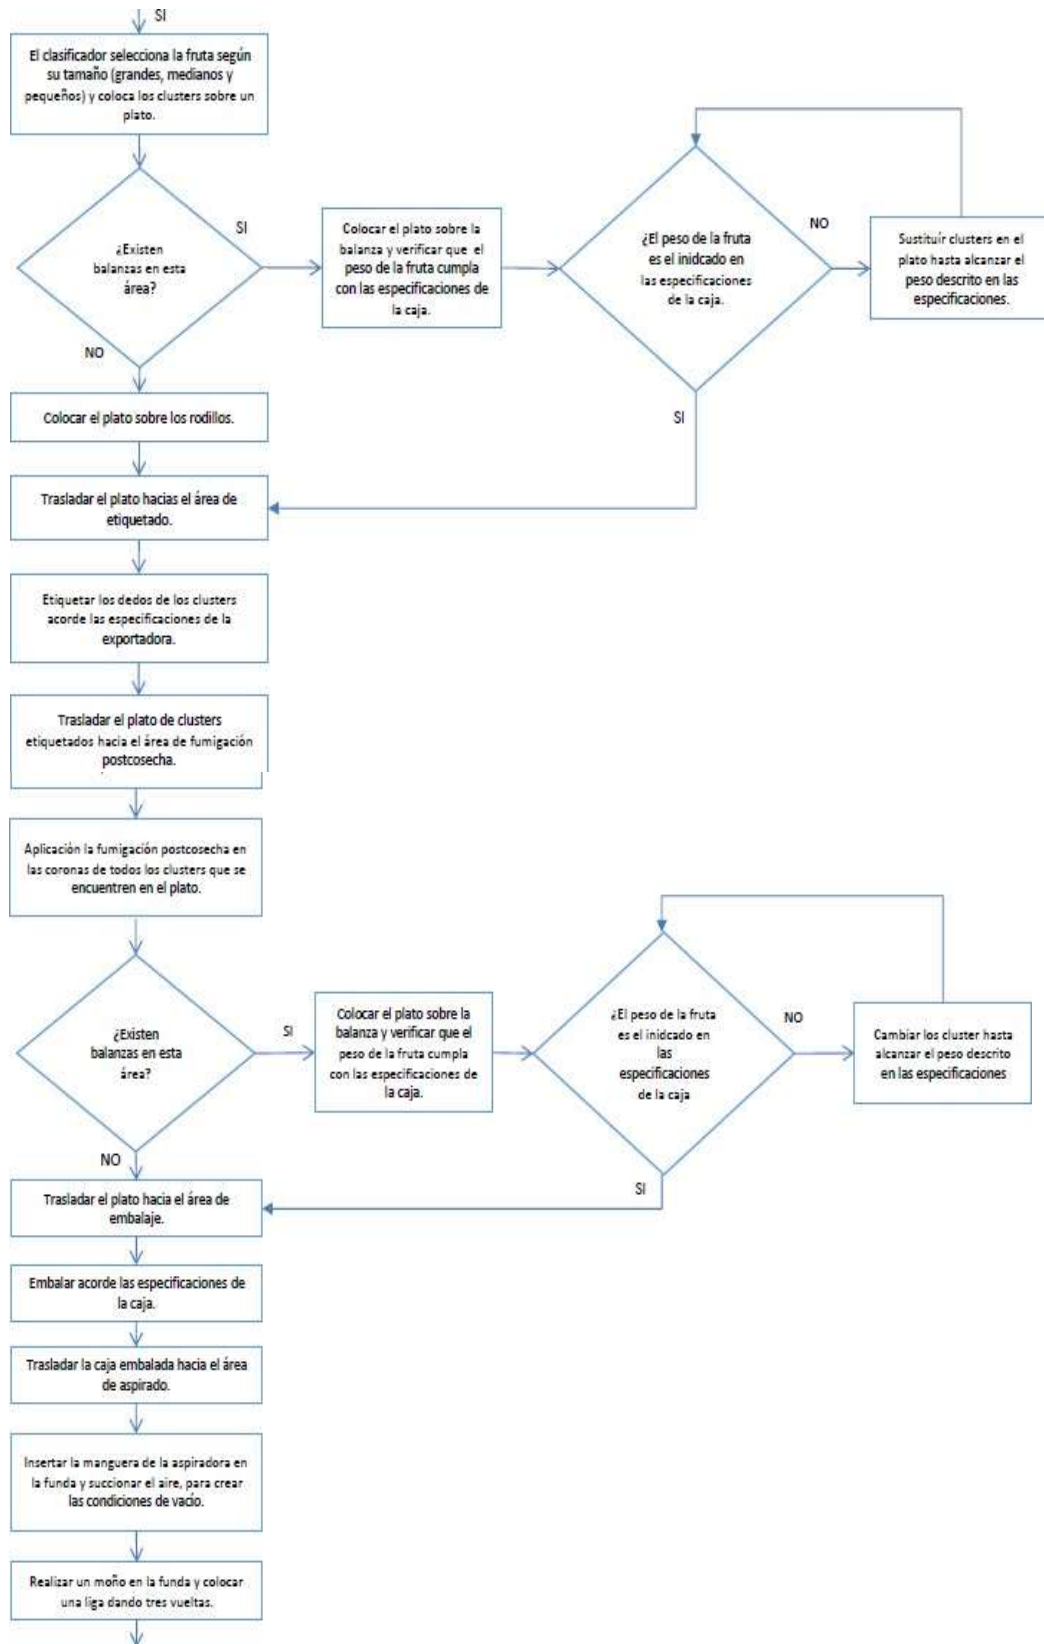 SI
El clasificador selecciona la fruta según
su tamaño (grandes, medianos y
pequeños) y coloca los clusters sobre un
plato.
¿Existen
balanzas en esta
área?
SI
Colocar el plato sobre la
balanza y verificar que el
peso de la fruta cumpla
con las especificaciones de
la caja.
¿El peso de la fruta
es el inidcado en
las especificaciones
de la caja.
NO
Sustituír clusters en el
plato hasta alcanzar el
peso descrito en las
especificaciones.
NO
SI
Colocar el plato sobre los rodillos.
Trasladar el plato hacias el área de
etiquetado.
Etiquetar los dedos de los clusters
acorde las especificaciones de la
exportadora.
Trasladar el plato de clusters
etiquetados hacia el área de fumigación
postcosecha.
Aplicación la fumigación postcosecha en
las coronas de todos los clusters que se
encuentren en el plato.
¿Existen
balanzas en esta
área?
SI
Colocar el plato sobre la
balanza y verificar que el
peso de la fruta cumpla
con las especificaciones de
la caja.
¿El peso de la fruta
es el inidcado en
las
especificaciones
de la caja
NO
Cambiar los cluster hasta
alcanzar el peso descrito
en las especificaciones
NO
SI
Trasladar el plato hacia el área de
embalaje.
Embalar acorde las especificaciones de
la caja.
Trasladar la caja embalada hacia el área
de aspirado.
Insertar la manguera de la aspiradora en
la funda y succionar el aire, para crear
las condiciones de vacío.
Realizar un moño en la funda y colocar
una liga dando tres vueltas.